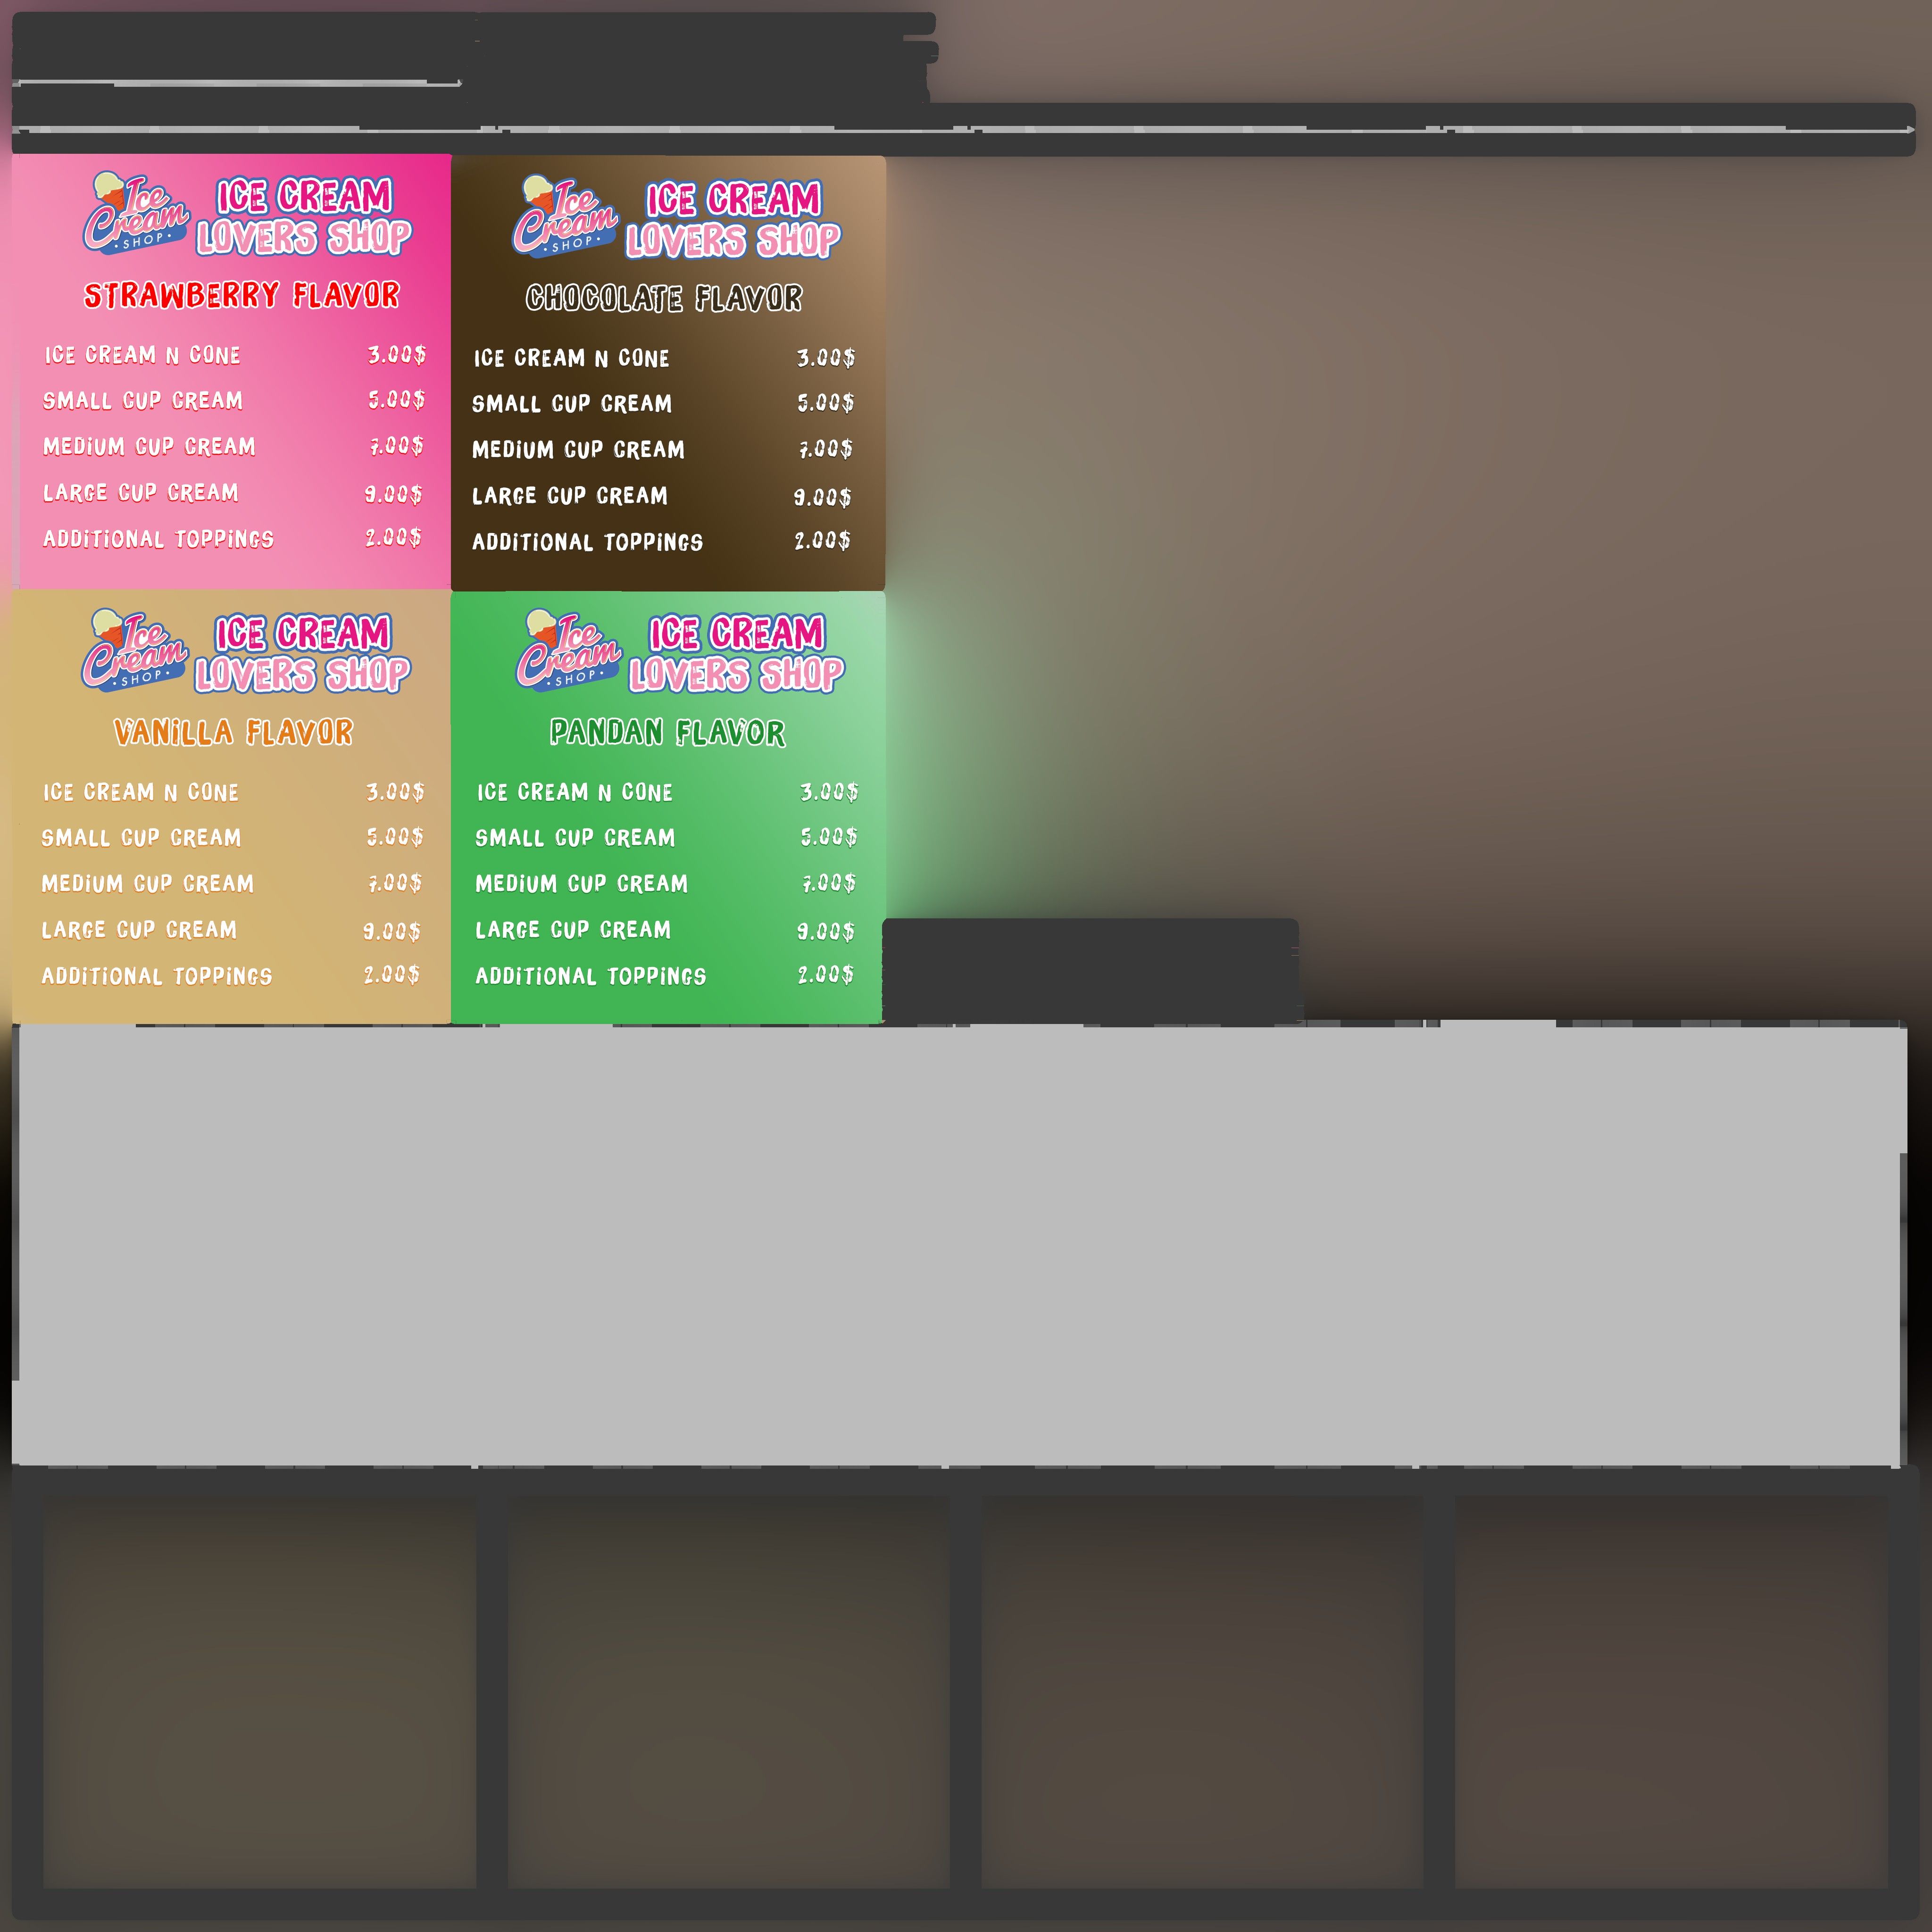 Ice
Cream
• SHOP •
ICE CREAM
LOVERS SHOP
STRAWBERRY FLAVOR
ICE CREAM N CONE 3.00$
SMALL CUP CREAM 5.00$
MEDiUM CUP CREAM 7.00$
LARGE CUP CREAM 9.00$
ADDiTiONAL TOPPiNGS 2.00$
Ice
Cream
• SHOP •
ICE CREAM
LOVERS SHOP
CHOCOLATE FLAVOR
ICE CREAM N CONE 3.00$
SMALL CUP CREAM 5.00$
MEDiUM CUP CREAM 7.00$
LARGE CUP CREAM 9.00$
ADDiTiONAL TOPPiNGS 2.00$
Ice
Cream
• SHOP •
ICE CREAM
LOVERS SHOP
VANiLLA FLAVOR
ICE CREAM N CONE 3.00$
SMALL CUP CREAM 5.00$
MEDiUM CUP CREAM 7.00$
LARGE CUP CREAM 9.00$
ADDiTiONAL TOPPiNGS 2.00$
Ice
Cream
• SHOP •
ICE CREAM
LOVERS SHOP
PANDAN FLAVOR
ICE CREAM N CONE 3.00$
SMALL CUP CREAM 5.00$
MEDiUM CUP CREAM 7.00$
LARGE CUP CREAM 9.00$
ADDiTiONAL TOPPiNGS 2.00$